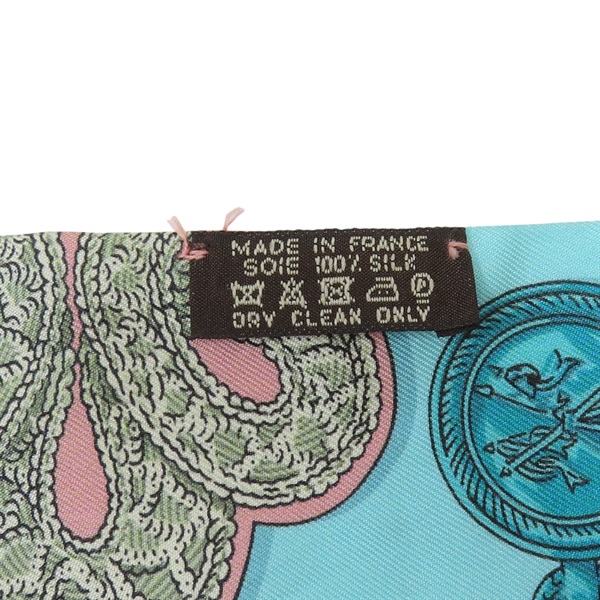 MADE IN FRANCE
SOIE 100% SILK
P
DRY CLEAN ONLY